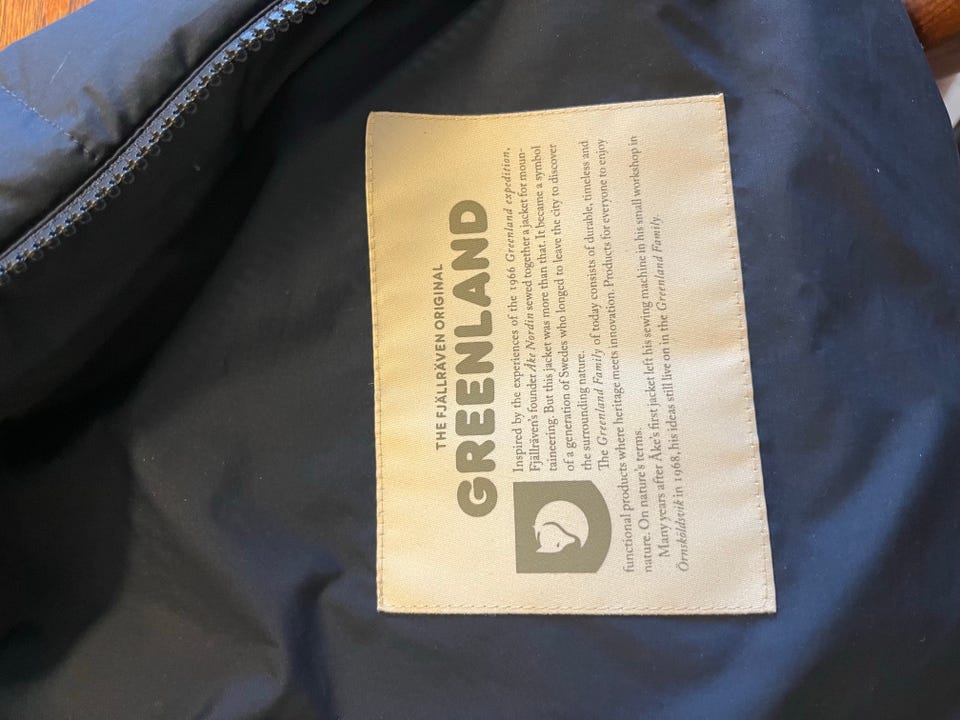 THE FJÄLLRÄVEN ORIGINAL
GREENLAND
Inspired by the experiences of the 1966 Greenland expedition,
Fjällräven's founder Åke Nordin sewed together a jacket for moun-
taineering. But this jacket was more than that. It became a symbol
of a generation of Swedes who longed to leave the city to discover
the surrounding nature.
The Greenland Family of today consists of durable, timeless and
functional products where heritage meets innovation. Products for everyone to enjoy
nature. On nature's terms.
Many years after Åke's first jacket left his sewing machine in his small workshop in
Örnsköldsvik in 1968, his ideas still live on in the Greenland Family.